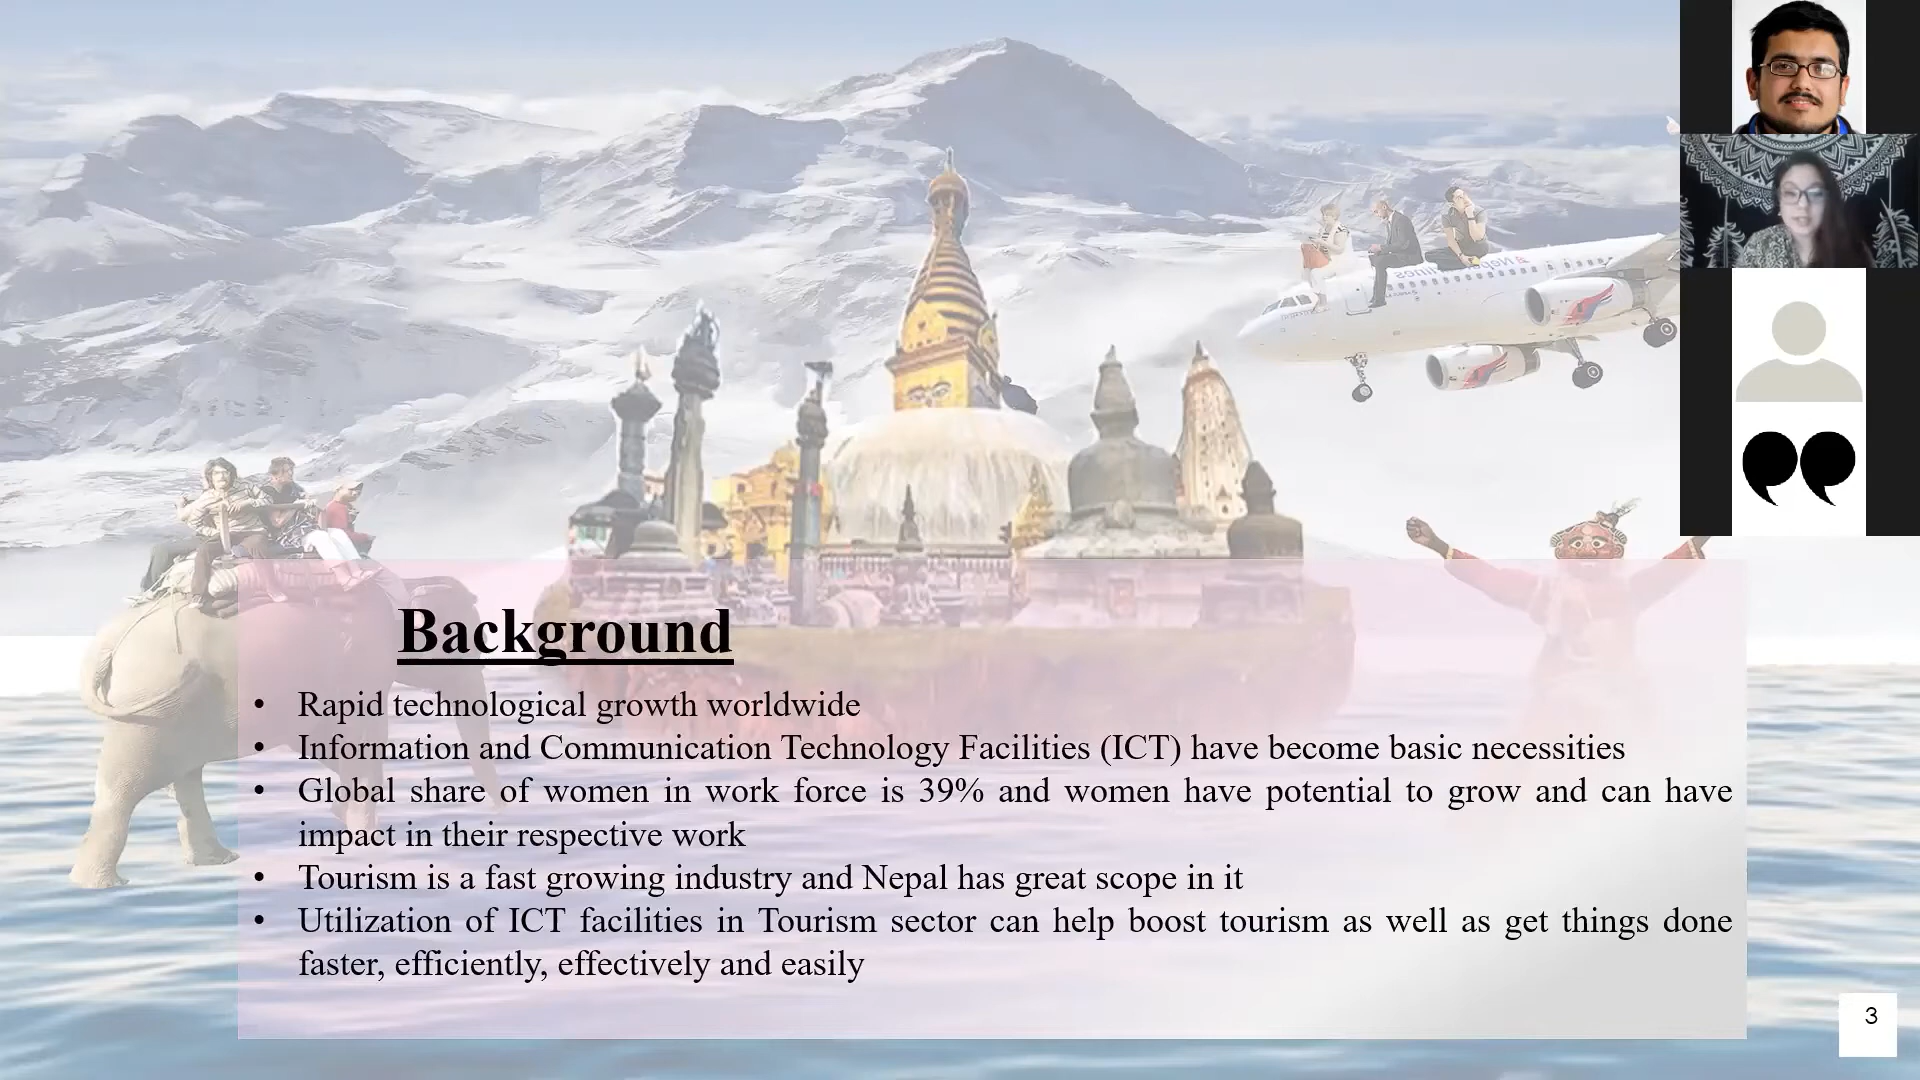 Background
• Rapid technological growth worldwide
• Information and Communication Technology Facilities (ICT) have become basic necessities
• Global share of women in work force is 39% and women have potential to grow and can have
impact in their respective work
• Tourism is a fast growing industry and Nepal has great scope in it
• Utilization of ICT facilities in Tourism sector can help boost tourism as well as get things done
faster, efficiently, effectively and easily
3